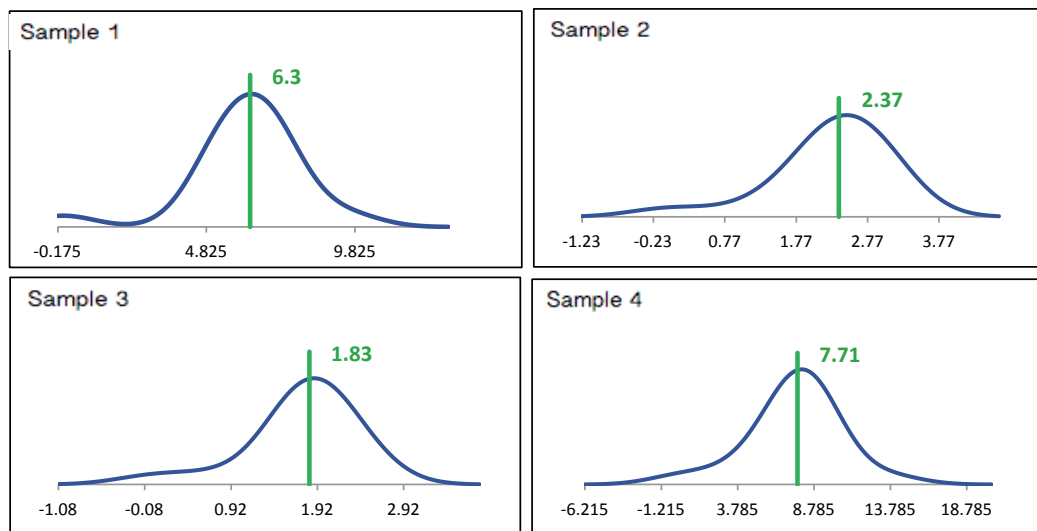 Sample 1
6.3
-0.175 4.825 9.825
Sample 2
2.37
-1.23 -0.23 0.77 1.77 2.77 3.77
Sample 3
1.83
-1.08 -0.08 0.92 1.92 2.92
Sample 4
7.71
-6.215 -1.215 3.785 8.785 13.785 18.785